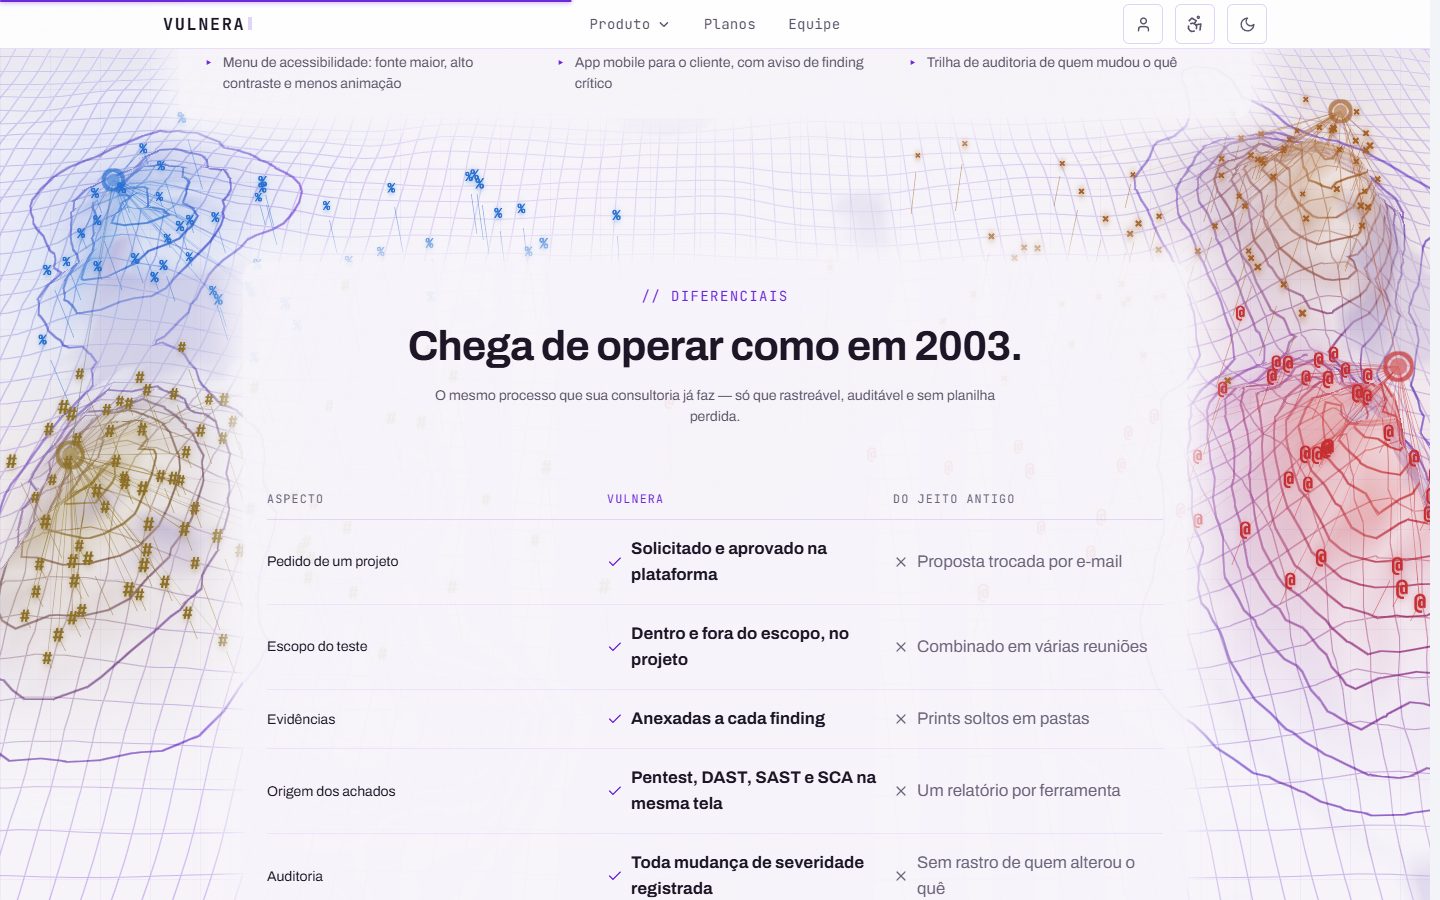 VULNERA
Produto
Planos
Equipe
Menu de acessibilidade: fonte maior, alto
contraste e menos animação
App mobile para o cliente, com aviso de finding
crítico
Trilha de auditoria de quem mudou o quê
// DIFERENCIAIS
Chega de operar como em 2003.
O mesmo processo que sua consultoria já faz — só que rastreável, auditável e sem planilha
perdida.
ASPECTO
VULNERA
DO JEITO ANTIGO
Pedido de um projeto
Solicitado e aprovado na
plataforma
Proposta trocada por e-mail
Escopo do teste
Dentro e fora do escopo, no
projeto
Combinado em várias reuniões
Evidências
Anexadas a cada finding
Prints soltos em pastas
Origem dos achados
Pentest, DAST, SAST e SCA na
mesma tela
Um relatório por ferramenta
Auditoria
Toda mudança de severidade
registrada
Sem rastro de quem alterou o
quê